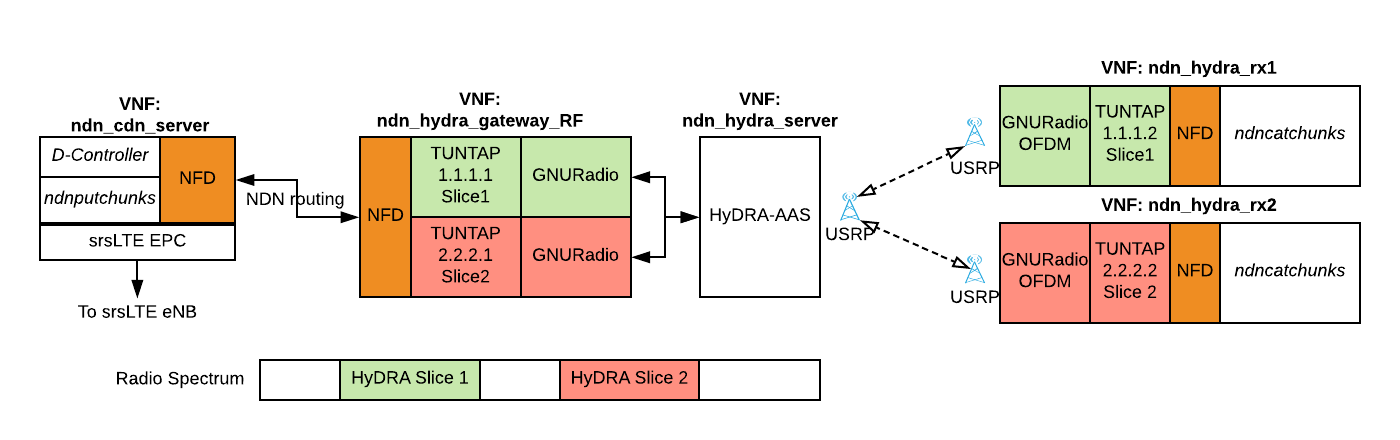 VNF:
ndn_cdn_server
D-Controller
ndnputchunks
NFD
srsLTE EPC
To srsLTE eNB
NDN routing
VNF:
ndn_hydra_gateway_RF
NFD
TUNTAP
1.1.1.1
Slice1
GNURadio
TUNTAP
2.2.2.1
Slice2
GNURadio
VNF:
ndn_hydra_server
HyDRA-AAS
USRP
USRP
USRP
VNF: ndn_hydra_rx1
GNURadio
OFDM
TUNTAP
1.1.1.2
Slice1
NFD
ndncatchunks
VNF: ndn_hydra_rx2
GNURadio
OFDM
TUNTAP
2.2.2.2
Slice 2
NFD
ndncatchunks
Radio Spectrum
HyDRA Slice 1
HyDRA Slice 2